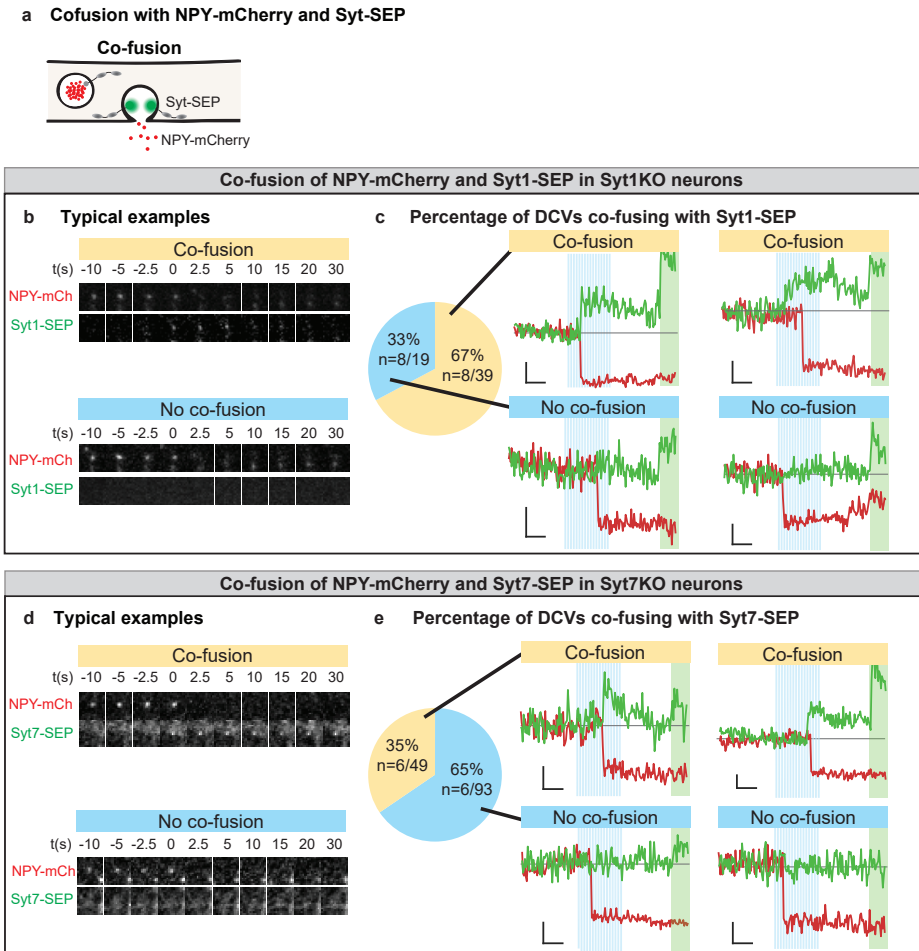 a Cofusion with NPY-mCherry and Syt-SEP
Co-fusion
Syt-SEP
NPY-mCherry
Co-fusion of NPY-mCherry and Syt1-SEP in Syt1KO neurons
b Typical examples
Co-fusion
t(s) -10 -5 -2.5 0 2.5 5 10 15 20 30
NPY-mCh
Syt1-SEP
No co-fusion
t(s) -10 -5 -2.5 0 2.5 5 10 15 20 30
NPY-mCh
Syt1-SEP
c Percentage of DCVs co-fusing with Syt1-SEP
Co-fusion
Co-fusion
33%
n=8/19
67%
n=8/39
No co-fusion
No co-fusion
Co-fusion of NPY-mCherry and Syt7-SEP in Syt7KO neurons
d Typical examples
Co-fusion
t(s) -10 -5 -2.5 0 2.5 5 10 15 20 30
NPY-mCh
Syt7-SEP
No co-fusion
t(s) -10 -5 -2.5 0 2.5 5 10 15 20 30
NPY-mCh
Syt7-SEP
e Percentage of DCVs co-fusing with Syt7-SEP
Co-fusion
Co-fusion
35%
n=6/49
65%
n=6/93
No co-fusion
No co-fusion